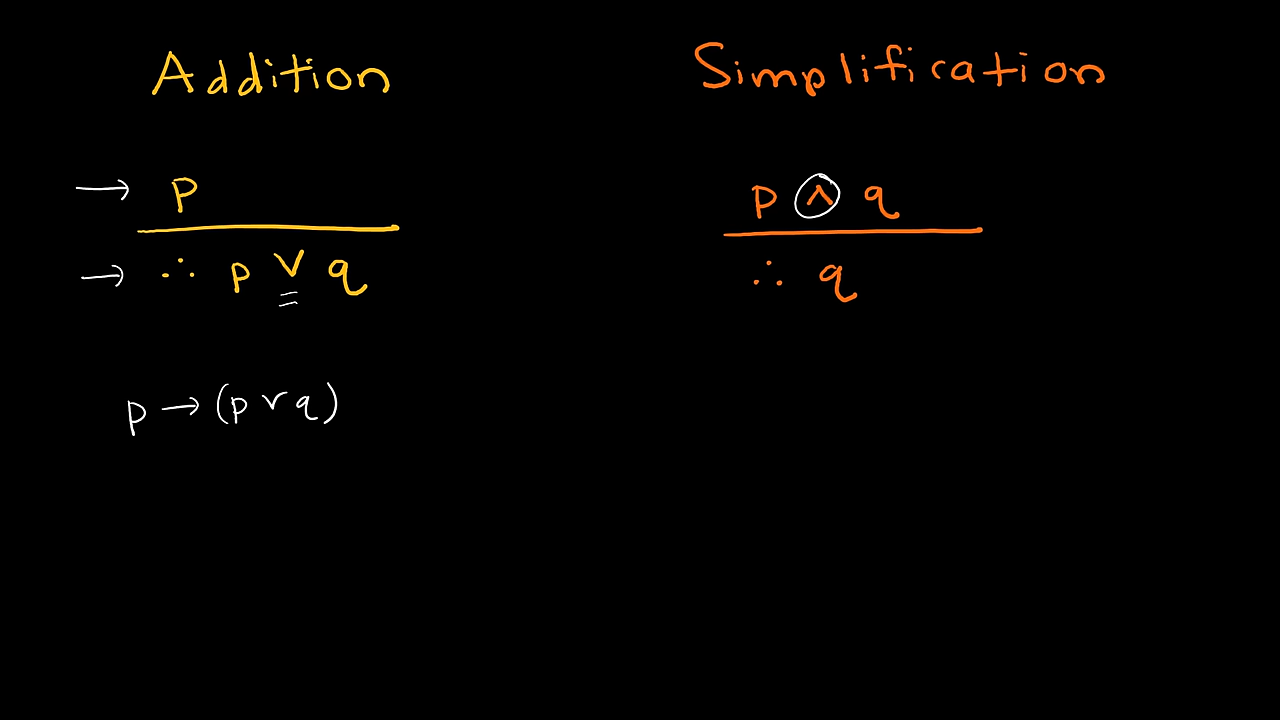 Addition
→ p
→ ∴ p ∨ q
p → (p ∨ q)
Simplification
p ∧ q
∴ q